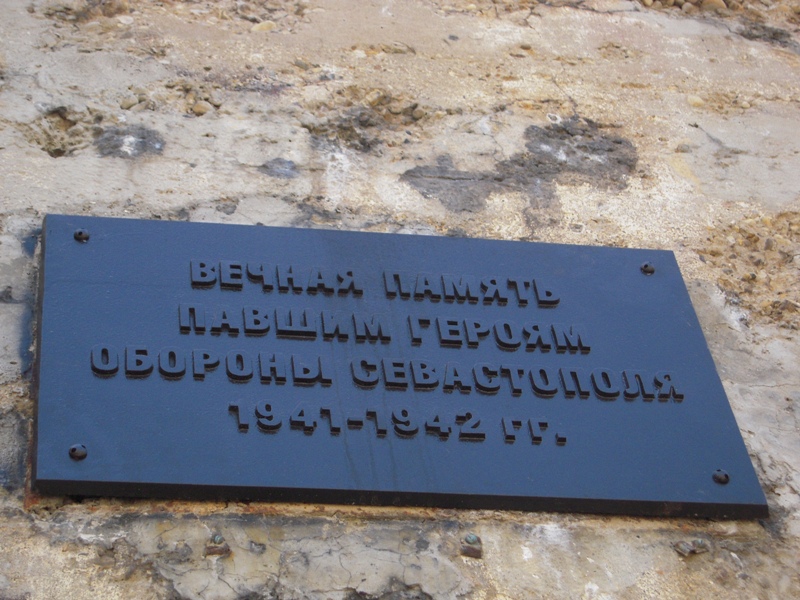 ВЕЧНАЯ ПАМЯТЬ
ПАВШИМ ГЕРОЯМ
ОБОРОНЫ СЕВАСТОПОЛЯ
1941-1942 гг.